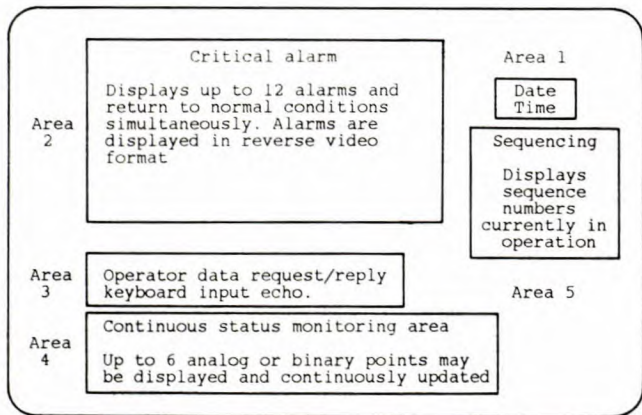 Critical alarm
Displays up to 12 alarms and
return to normal conditions
simultaneously. Alarms are
displayed in reverse video
format
Area
2
Area 1
Date
Time
Sequencing
Displays
sequence
numbers
currently in
operation
Area 5
Area
3
Operator data request/reply
keyboard input echo.
Area
4
Continuous status monitoring area
Up to 6 analog or binary points may
be displayed and continuously updated